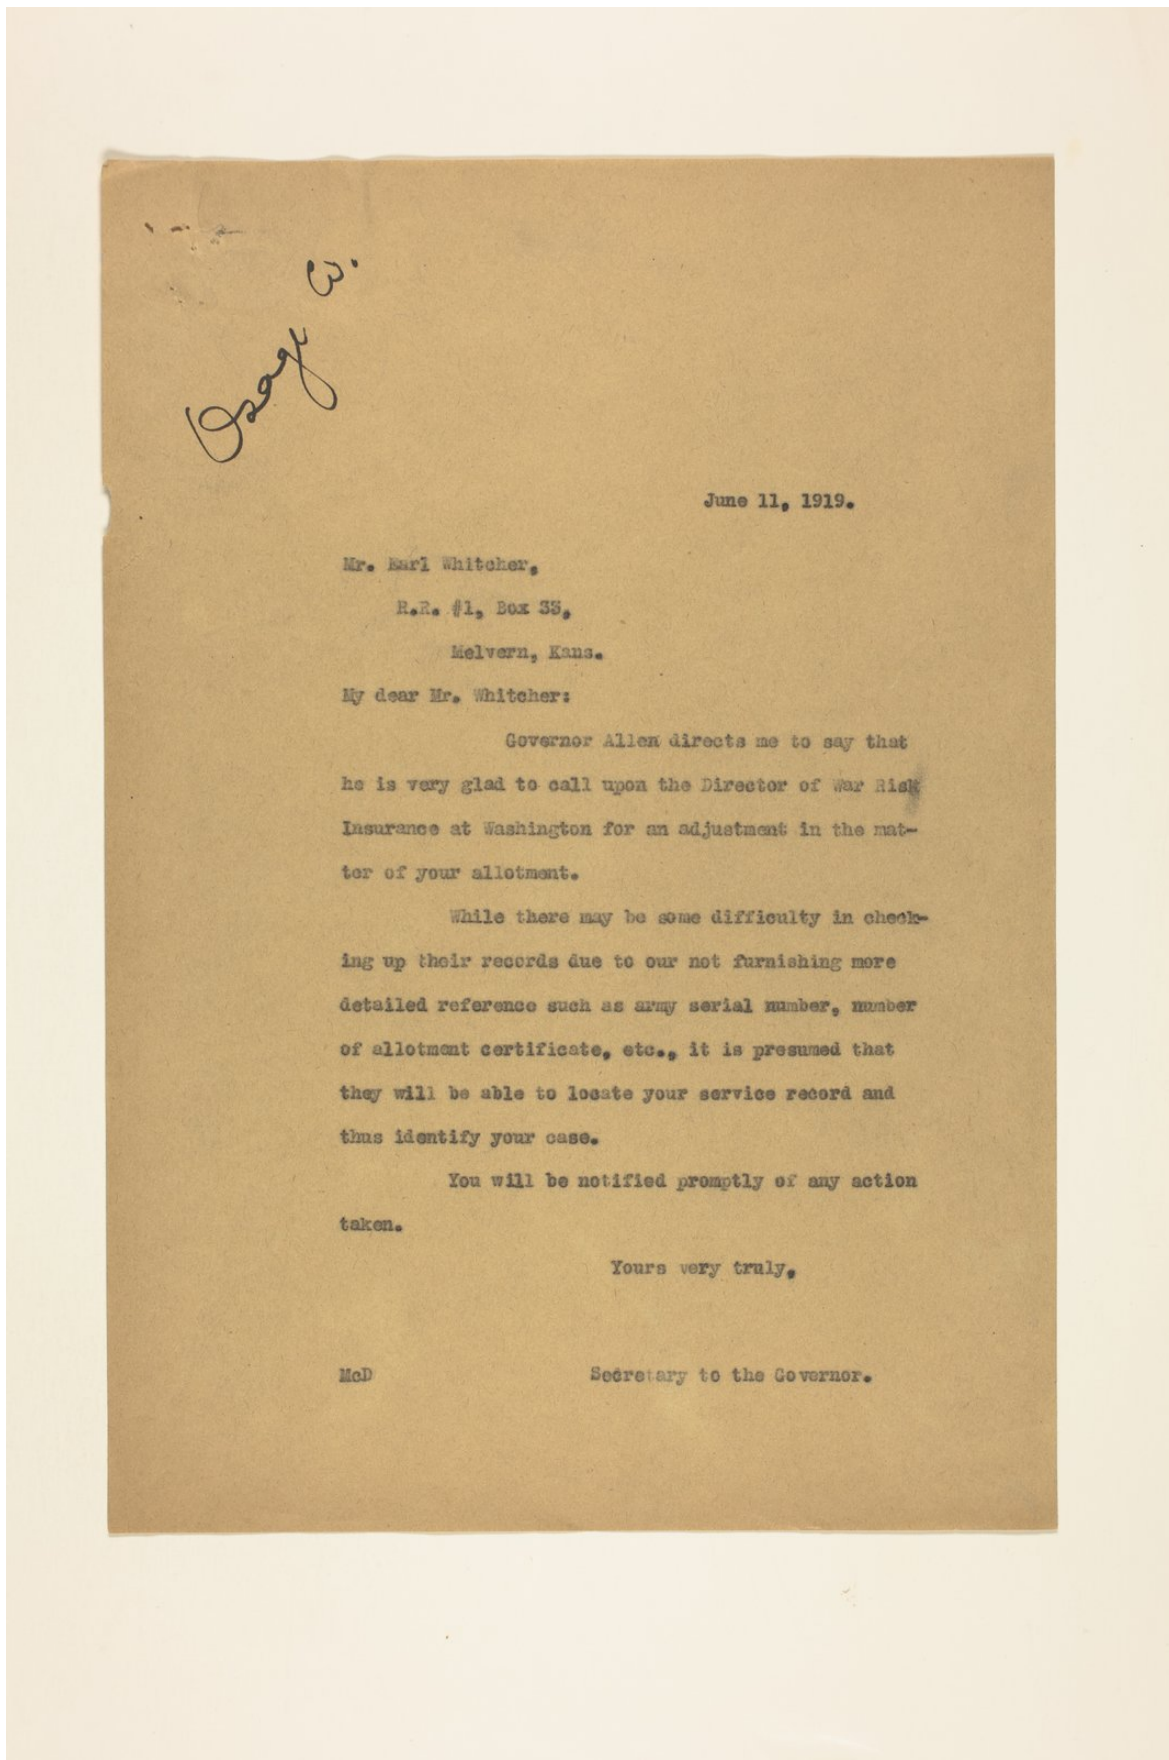 Osage Co.
June 11, 1919.
Mr. Earl Whitcher,
R.R. #1, Box 35,
Melvern, Kans.
My dear Mr. Whitcher:
Governor Allen directs me to say that
he is very glad to call upon the Director of War Risk
Insurance at Washington for an adjustment in the mat-
ter of your allotment.
While there may be some difficulty in check-
ing up their records due to our not furnishing more
detailed reference such as army serial number, number
of allotment certificate, etc., it is presumed that
they will be able to locate your service record and
thus identify your case.
You will be notified promptly of any action
taken.
Yours very truly,
McD Secretary to the Governor.